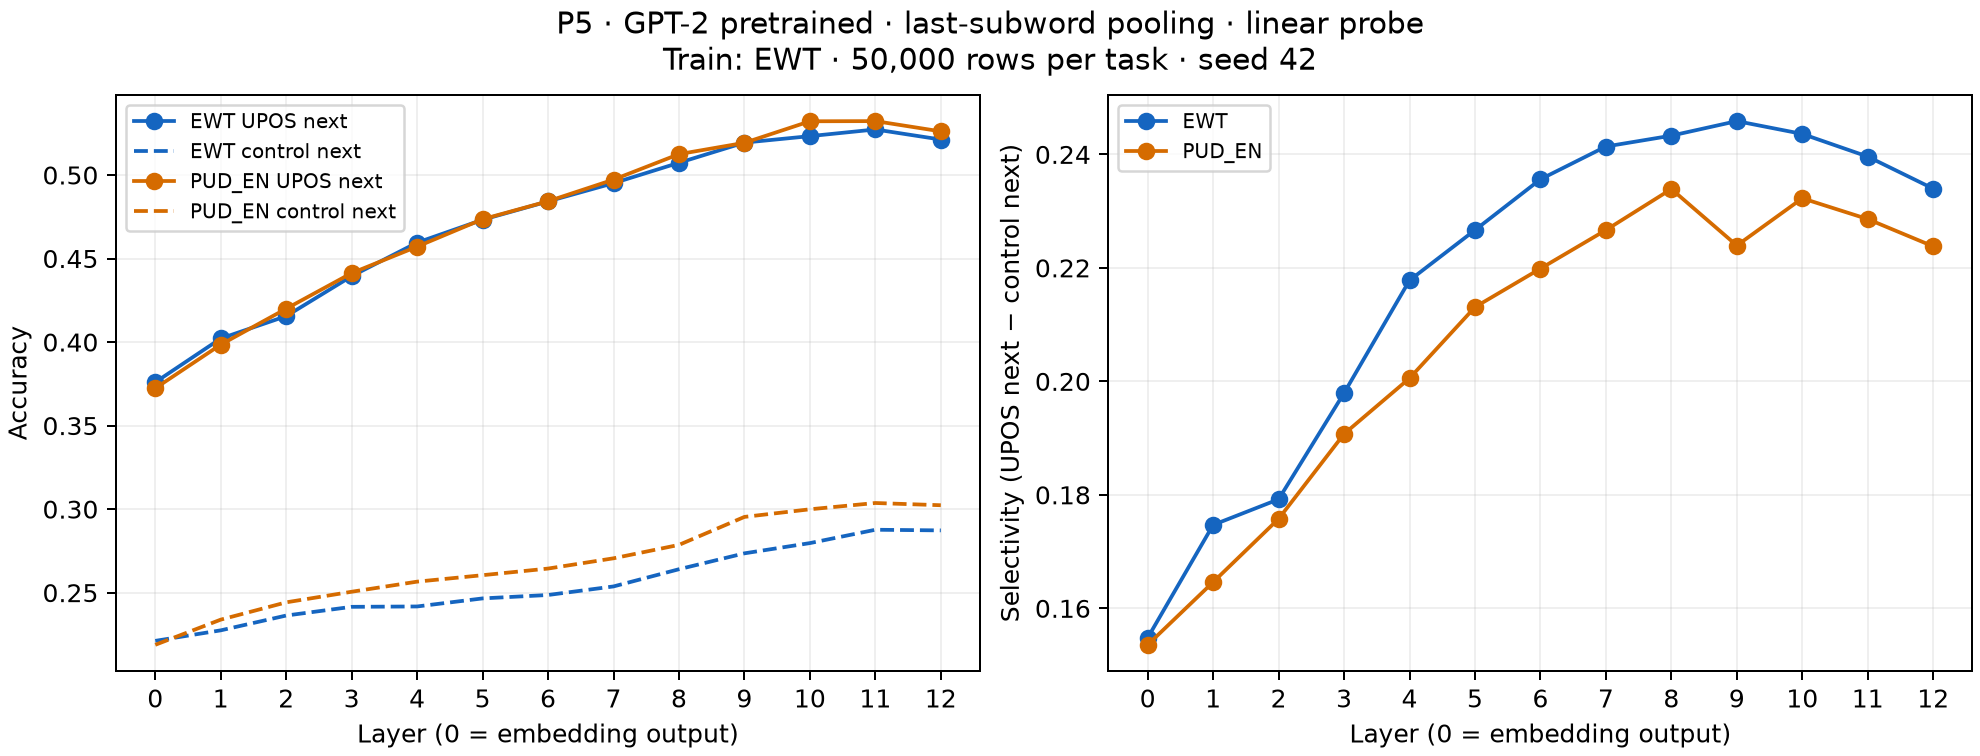 P5 · GPT-2 pretrained · last-subword pooling · linear probe
Train: EWT · 50,000 rows per task · seed 42
EWT UPOS next
EWT control next
PUD_EN UPOS next
PUD_EN control next
Accuracy
0.50
0.45
0.40
0.35
0.30
0.25
0 1 2 3 4 5 6 7 8 9 10 11 12
Layer (0 = embedding output)
EWT
PUD_EN
Selectivity (UPOS next − control next)
0.24
0.22
0.20
0.18
0.16
0 1 2 3 4 5 6 7 8 9 10 11 12
Layer (0 = embedding output)